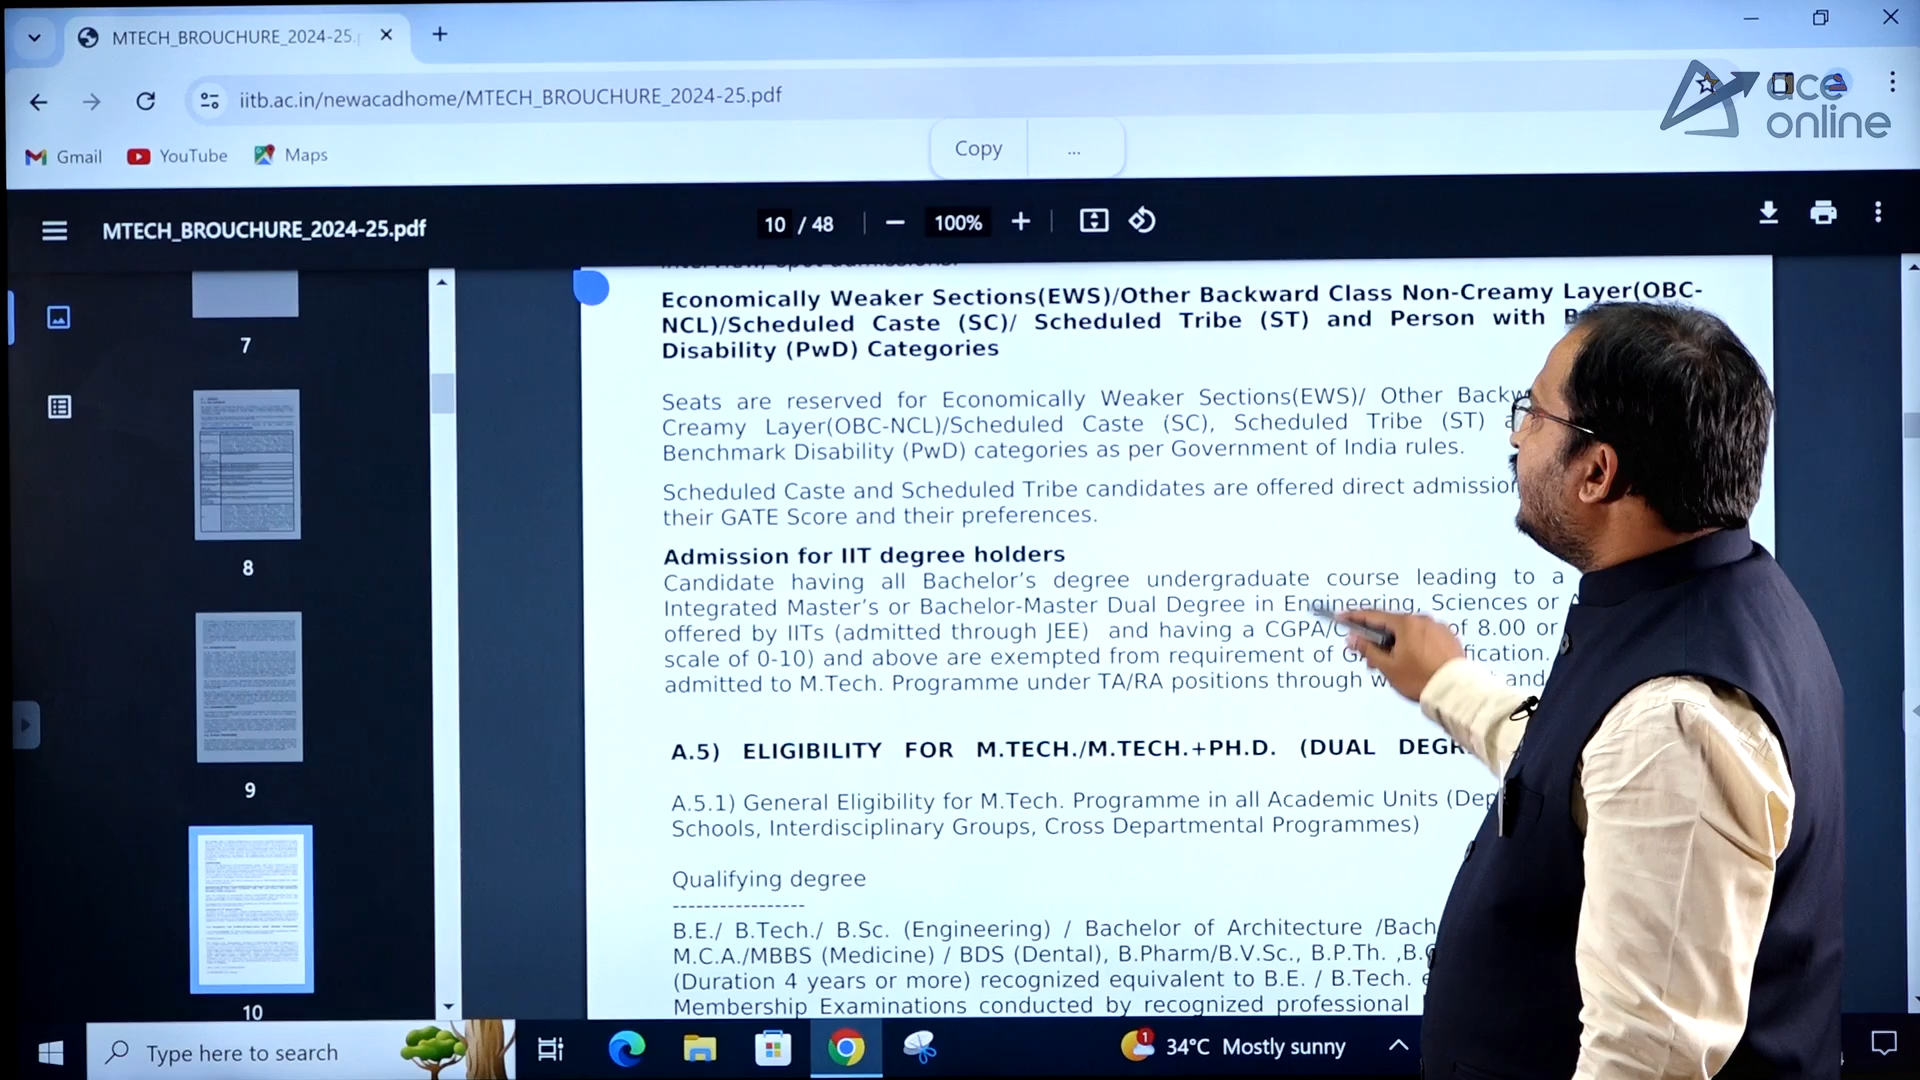 MTECH_BROUCHURE_2024-25.
iitb.ac.in/newacadhome/MTECH_BROUCHURE_2024-25.pdf
ace
online
Gmail
YouTube
Maps
Copy
...
MTECH_BROUCHURE_2024-25.pdf
10 / 48
100%
7
8
9
10
Economically Weaker Sections(EWS)/Other Backward Class Non-Creamy Layer(OBC-
NCL)/Scheduled Caste (SC)/ Scheduled Tribe (ST) and Person with
Disability (PwD) Categories
Seats are reserved for Economically Weaker Sections(EWS)/ Other
Creamy Layer(OBC-NCL)/Scheduled Caste (SC), Scheduled Tribe (ST)
Benchmark Disability (PwD) categories as per Government of India rules.
Scheduled Caste and Scheduled Tribe candidates are offered direct admission
their GATE Score and their preferences.
Admission for IIT degree holders
Candidate having all Bachelor's degree undergraduate course leading to a
Integrated Master's or Bachelor-Master Dual Degree in Engineering, Sciences or
offered by IITs (admitted through JEE) and having a of 8.00 or
scale of 0-10) and above are exempted from requirement of
admitted to M.Tech. Programme under TA/RA positions through and
A.5) ELIGIBILITY FOR M.TECH./M.TECH.+PH.D. (DUAL
A.5.1) General Eligibility for M.Tech. Programme in all Academic Units
Schools, Interdisciplinary Groups, Cross Departmental Programmes)
Qualifying degree
-----------------
B.E./ B.Tech./ B.Sc. (Engineering) / Bachelor of Architecture
M.C.A./MBBS (Medicine) / BDS (Dental), B.Pharm/B.V.Sc., B.P.Th.
(Duration 4 years or more) recognized equivalent to B.E. / B.Tech.
Membership Examinations conducted by recognized professional
Type here to search
1
34°C Mostly sunny